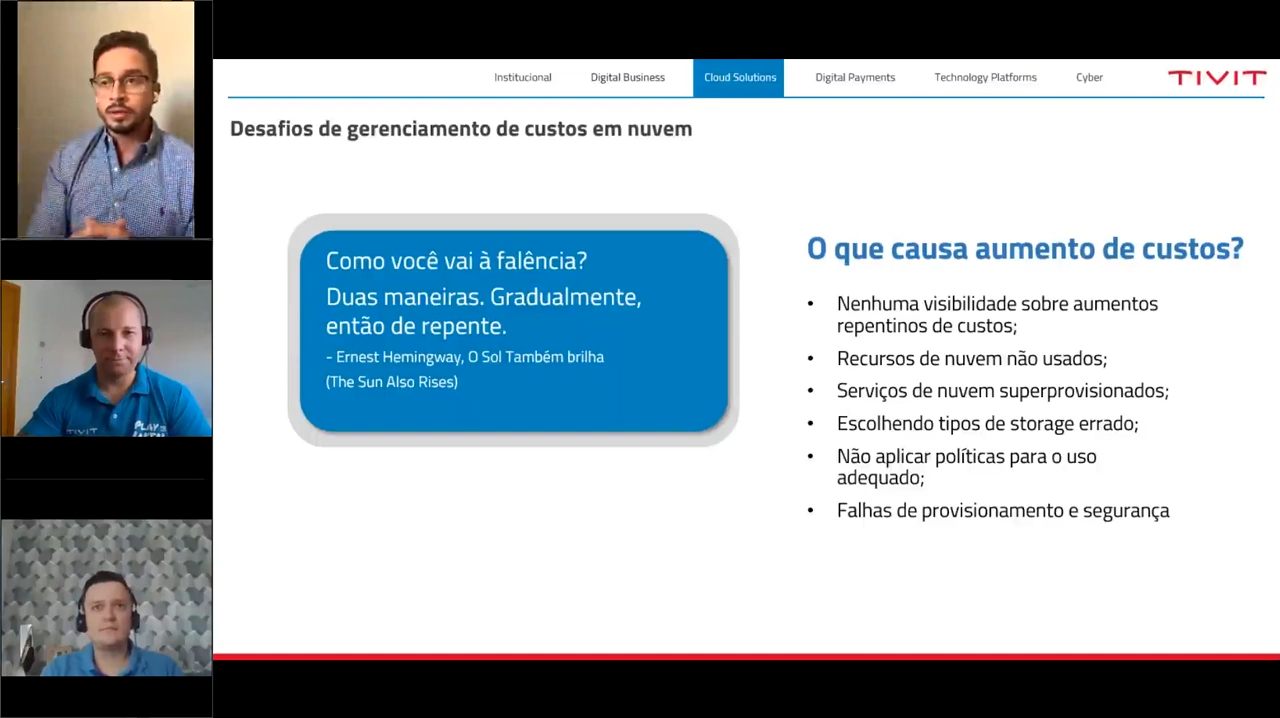 Institucional
Digital Business
Cloud Solutions
Digital Payments
Technology Platforms
Cyber
TIVIT
Desafios de gerenciamento de custos em nuvem
Como você vai à falência?
Duas maneiras. Gradualmente,
então de repente.
- Ernest Hemingway, O Sol Também brilha
(The Sun Also Rises)
O que causa aumento de custos?
• Nenhuma visibilidade sobre aumentos
repentinos de custos;
• Recursos de nuvem não usados;
• Serviços de nuvem superprovisionados;
• Escolhendo tipos de storage errado;
• Não aplicar políticas para o uso
adequado;
• Falhas de provisionamento e segurança
TIVIT
PLAY